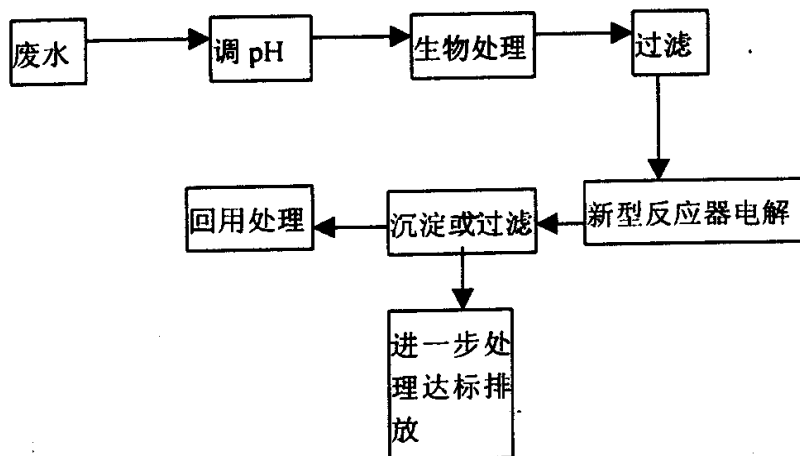 废水
调 pH
生物处理
过滤
新型反应器电解
沉淀或过滤
回用处理
进一步处
理达标排
放